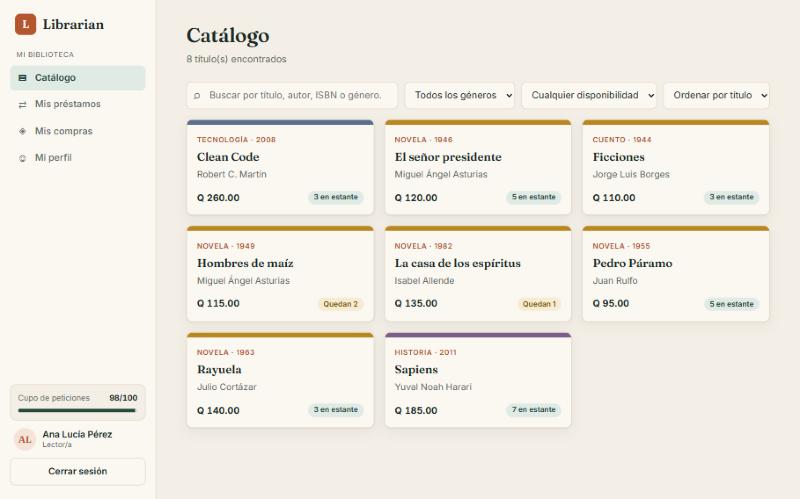 L Librarian
MI BIBLIOTECA
Catálogo
Mis préstamos
Mis compras
Mi perfil
Cupo de peticiones 98/100
AL Ana Lucía Pérez
Lector/a
Cerrar sesión
Catálogo
8 título(s) encontrados
Buscar por título, autor, ISBN o género.
Todos los géneros
Cualquier disponibilidad
Ordenar por título
TECNOLOGÍA · 2008
Clean Code
Robert C. Martin
Q 260.00
3 en estante
NOVELA · 1946
El señor presidente
Miguel Ángel Asturias
Q 120.00
5 en estante
CUENTO · 1944
Ficciones
Jorge Luis Borges
Q 110.00
3 en estante
NOVELA · 1949
Hombres de maíz
Miguel Ángel Asturias
Q 115.00
Quedan 2
NOVELA · 1982
La casa de los espíritus
Isabel Allende
Q 135.00
Quedan 1
NOVELA · 1955
Pedro Páramo
Juan Rulfo
Q 95.00
5 en estante
NOVELA · 1963
Rayuela
Julio Cortázar
Q 140.00
3 en estante
HISTORIA · 2011
Sapiens
Yuval Noah Harari
Q 185.00
7 en estante